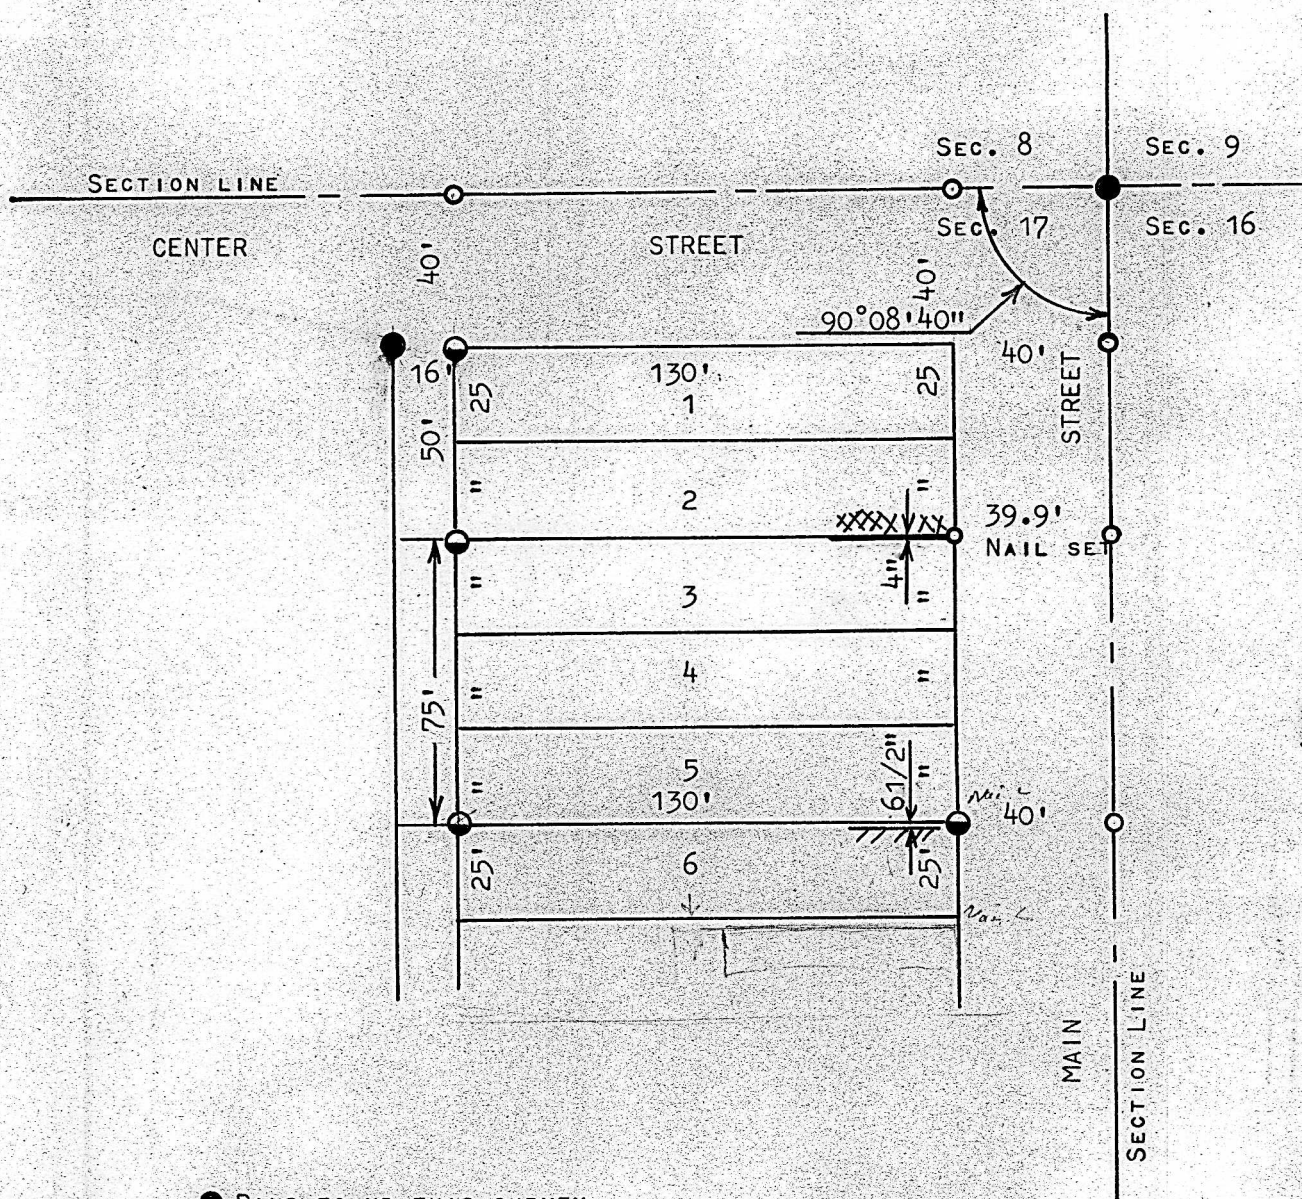 SEC. 8
SEC. 9
SECTION LINE
SEC. 17
SEC. 16
CENTER
STREET
40'
40'
90°08'40"
40'
16'
130'
25
25
1
STREET
50'
"
2
"
39.9'
NAIL SET
"
3
4"
"
4
"
"
75'
5
"
130'
6 1/2"
"
40'
25'
6
25'
MAIN
SECTION LINE